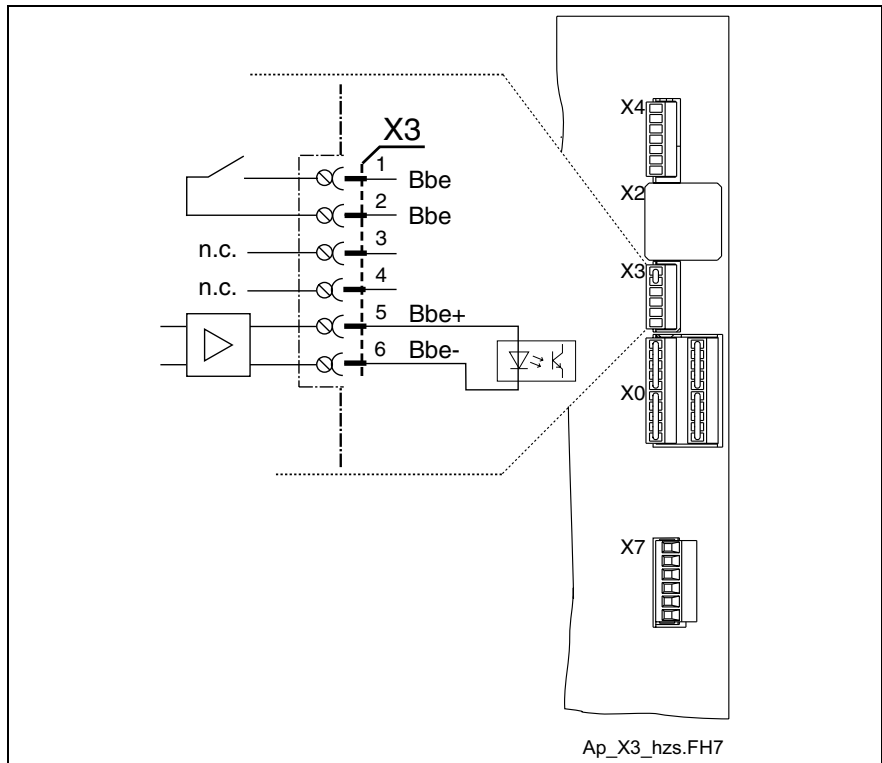 X3
1 Bbe
2 Bbe
n.c. 3
n.c. 4
5 Bbe+
6 Bbe-
X4
X2
X3
X0
X7
Ap_X3_hzs.FH7